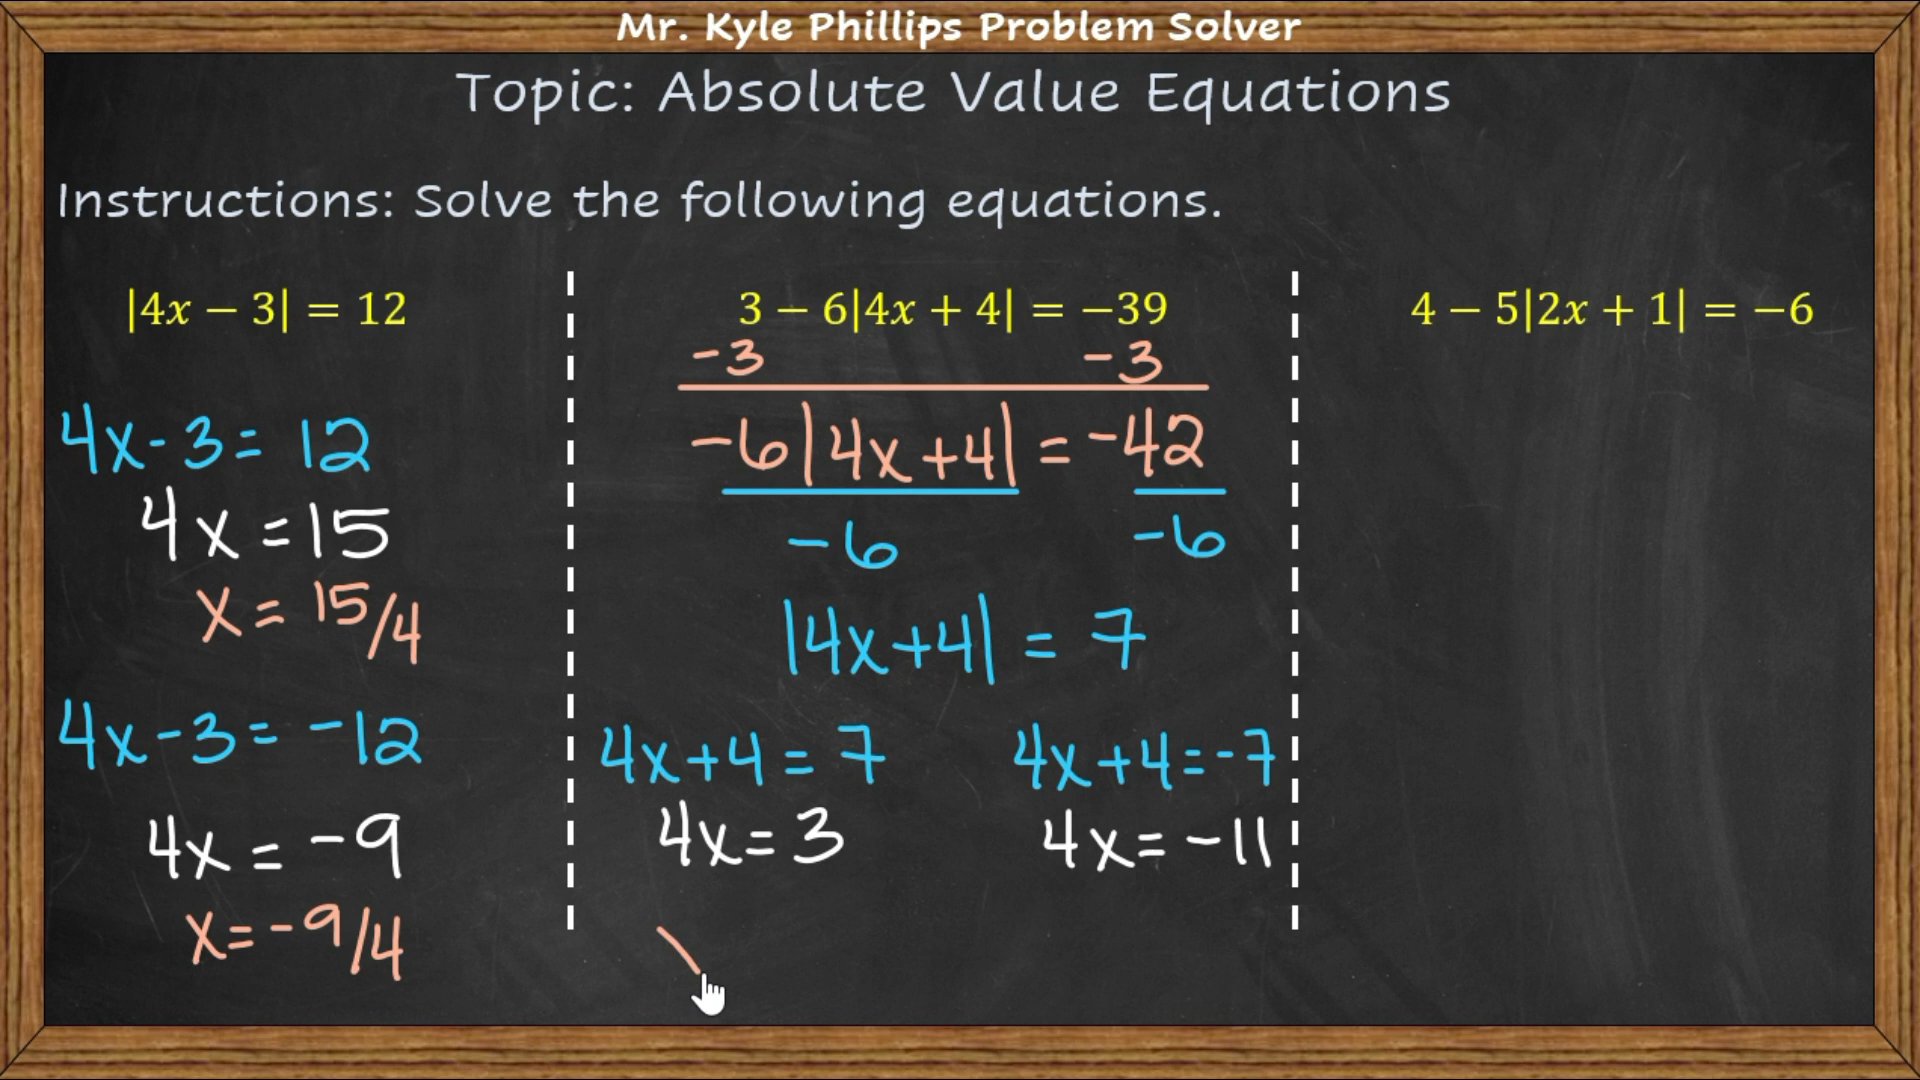 Mr. Kyle Phillips Problem Solver
Topic: Absolute Value Equations
Instructions: Solve the following equations.
|4x − 3| = 12
4x-3= 12
4x =15
x = 15/4
4x-3= -12
4x = -9
x=-9/4
3 − 6|4x + 4| = −39
-3 -3
-6|4x+4| = -42
-6 -6
|4x+4| = 7
4x+4 = 7 4x+4=-7
4x= 3 4x= -11
4 − 5|2x + 1| = −6